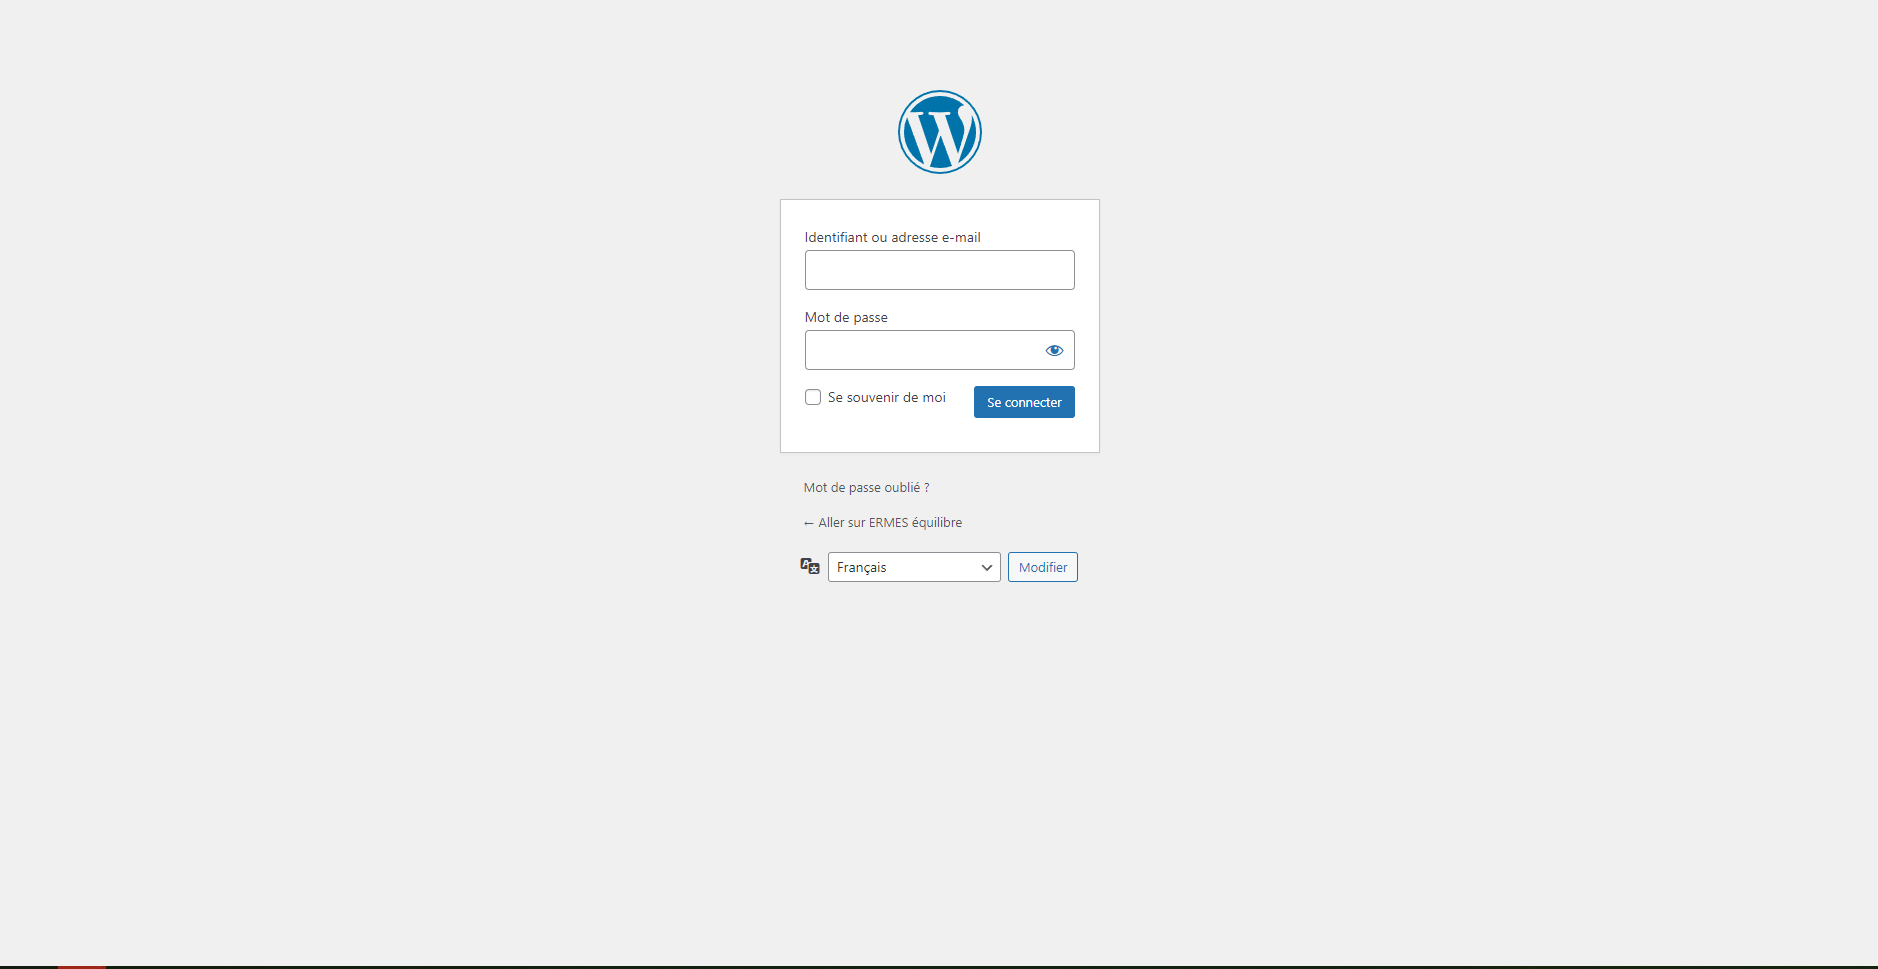 Identifiant ou adresse e-mail
Mot de passe
Se souvenir de moi
Se connecter
Mot de passe oublié ?
← Aller sur ERMES équilibre
Français
Modifier